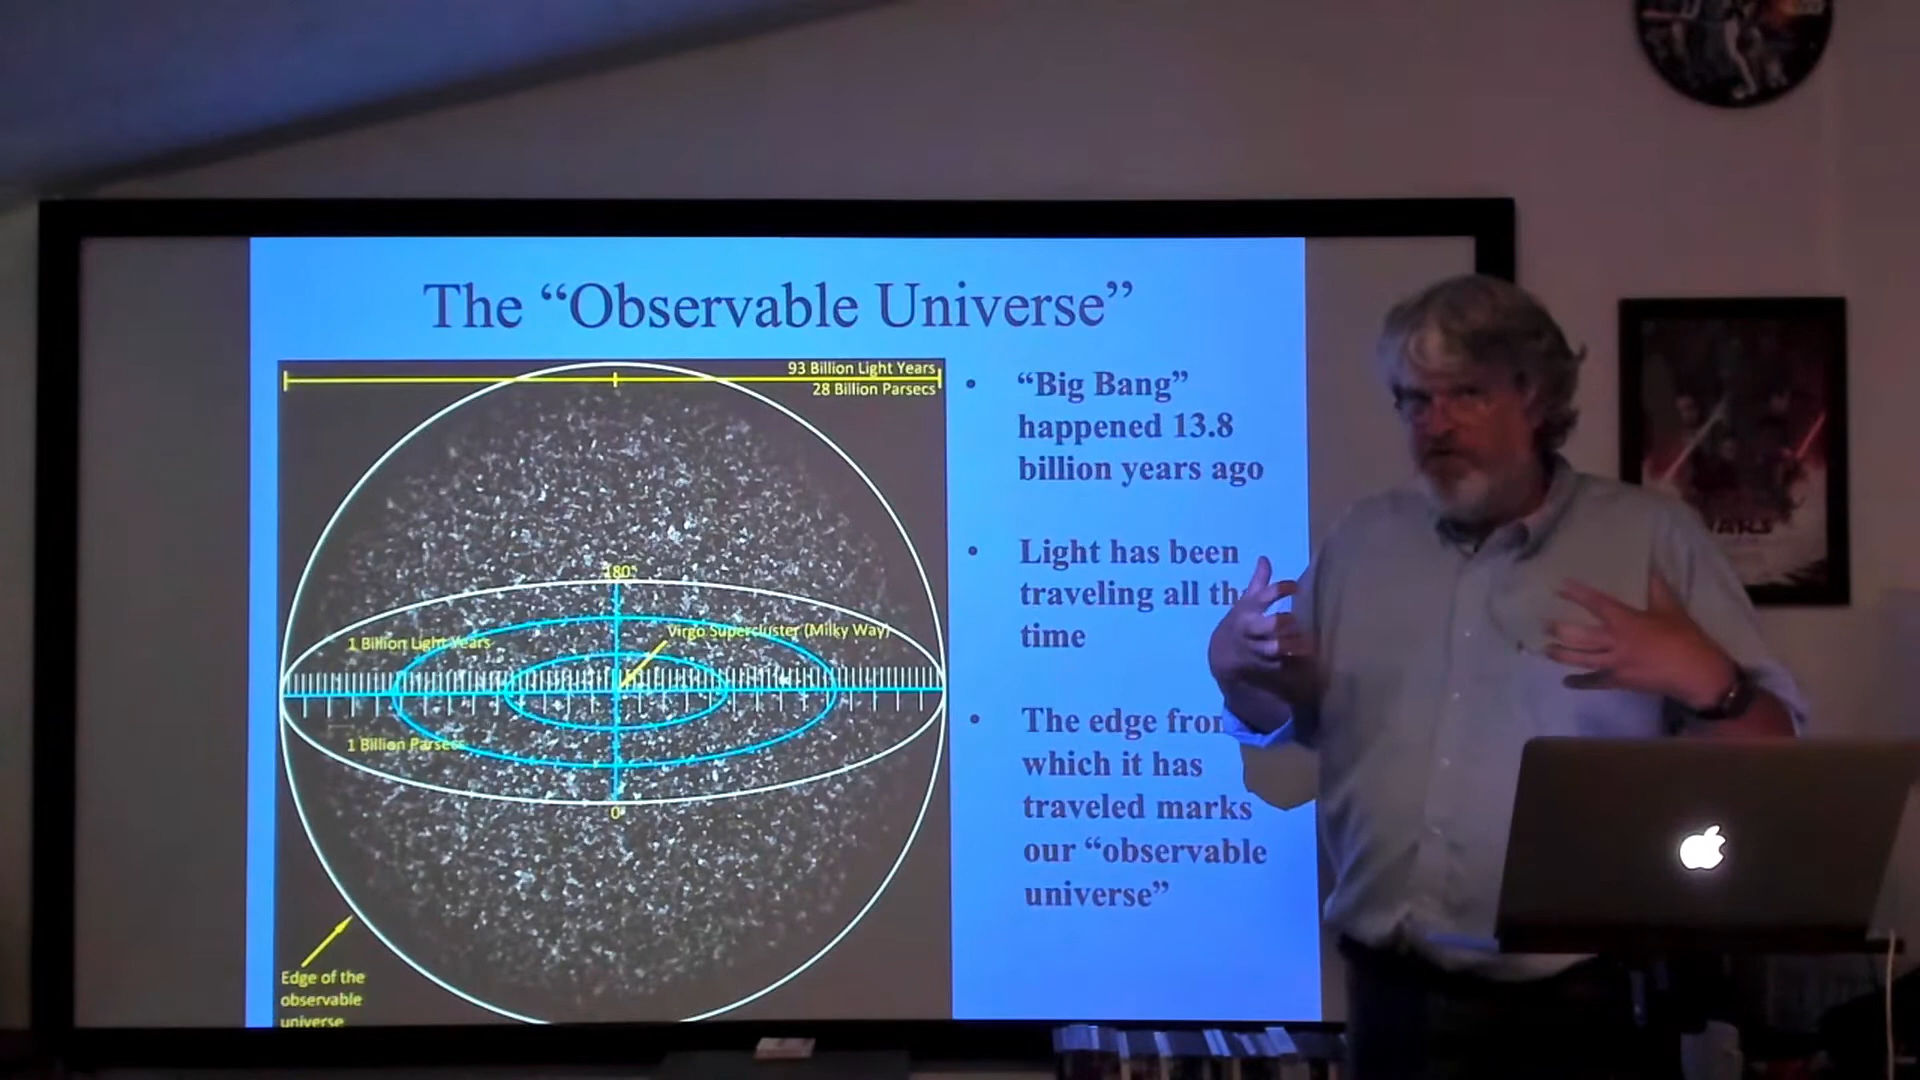 The “Observable Universe”
93 Billion Light Years
28 Billion Parsecs
180°
Virgo Supercluster (Milky Way)
1 Billion Light Years
1 Billion Parsecs
0°
Edge of the
observable
universe
• “Big Bang”
happened 13.8
billion years ago
• Light has been
traveling all
time
• The edge
which it has
traveled marks
our “observable
universe”
WARS